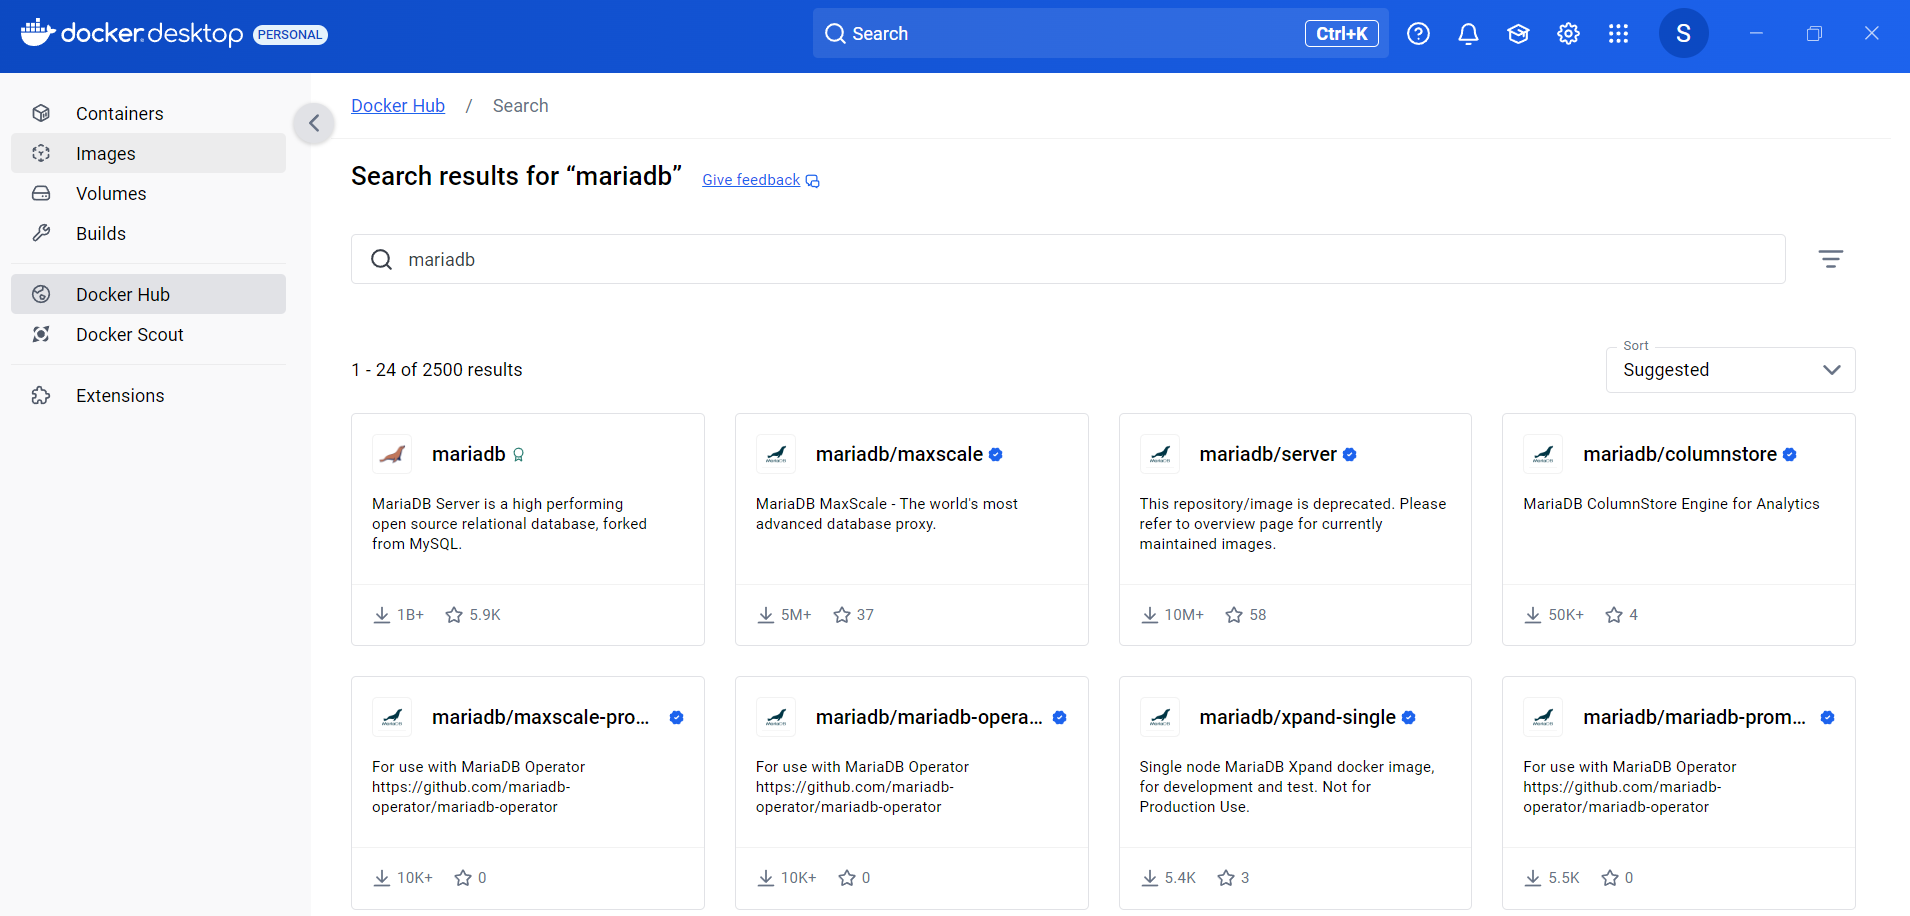 docker.desktop PERSONAL
Search
Ctrl+K
S
Containers
Images
Volumes
Builds
Docker Hub
Docker Scout
Extensions
Docker Hub / Search
Search results for “mariadb” Give feedback
mariadb
1 - 24 of 2500 results
Sort
Suggested
mariadb
MariaDB Server is a high performing
open source relational database, forked
from MySQL.
1B+ 5.9K
mariadb/maxscale
MariaDB MaxScale - The world's most
advanced database proxy.
5M+ 37
mariadb/server
This repository/image is deprecated. Please
refer to overview page for currently
maintained images.
10M+ 58
mariadb/columnstore
MariaDB ColumnStore Engine for Analytics
50K+ 4
mariadb/maxscale-pro...
For use with MariaDB Operator
https://github.com/mariadb-
operator/mariadb-operator
10K+ 0
mariadb/mariadb-opera...
For use with MariaDB Operator
https://github.com/mariadb-
operator/mariadb-operator
10K+ 0
mariadb/xpand-single
Single node MariaDB Xpand docker image,
for development and test. Not for
Production Use.
5.4K 3
mariadb/mariadb-prom...
For use with MariaDB Operator
https://github.com/mariadb-
operator/mariadb-operator
5.5K 0